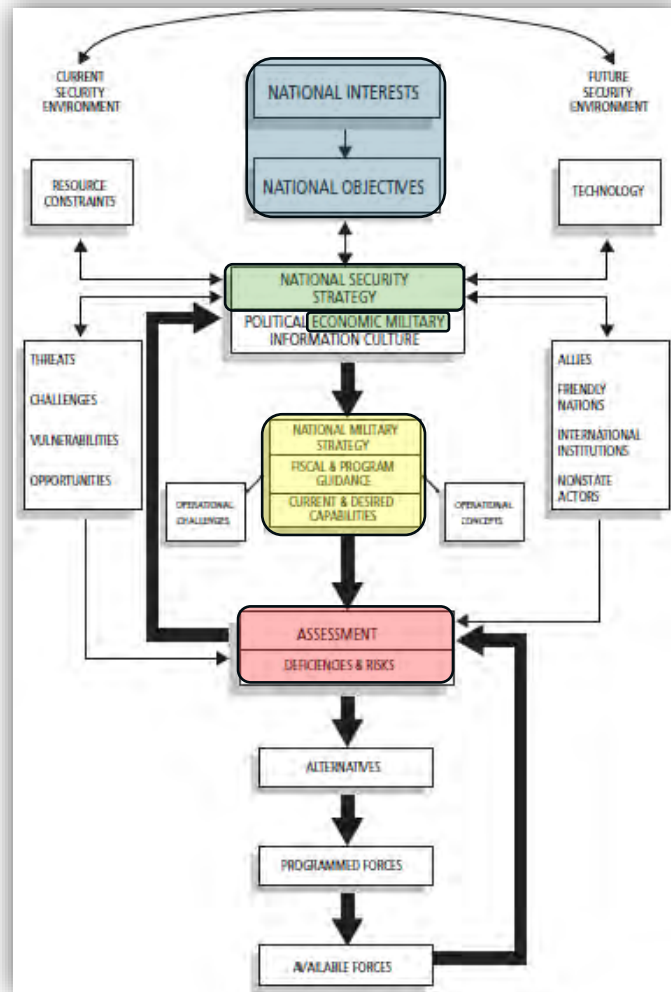 CURRENT
SECURITY
ENVIRONMENT
FUTURE
SECURITY
ENVIRONMENT
NATIONAL INTERESTS
NATIONAL OBJECTIVES
RESOURCE
CONSTRAINTS
TECHNOLOGY
NATIONAL SECURITY
STRATEGY
POLITICAL ECONOMIC MILITARY
INFORMATION CULTURE
THREATS
CHALLENGES
VULNERABILITIES
OPPORTUNITIES
ALLIES
FRIENDLY
NATIONS
INTERNATIONAL
INSTITUTIONS
NONSTATE
ACTORS
NATIONAL MILITARY
STRATEGY
FISCAL & PROGRAM
GUIDANCE
CURRENT & DESIRED
CAPABILITIES
OPERATIONAL
CHALLENGES
OPERATIONAL
CONCEPTS
ASSESSMENT
DEFICIENCIES & RISKS
ALTERNATIVES
PROGRAMMED FORCES
AVAILABLE FORCES